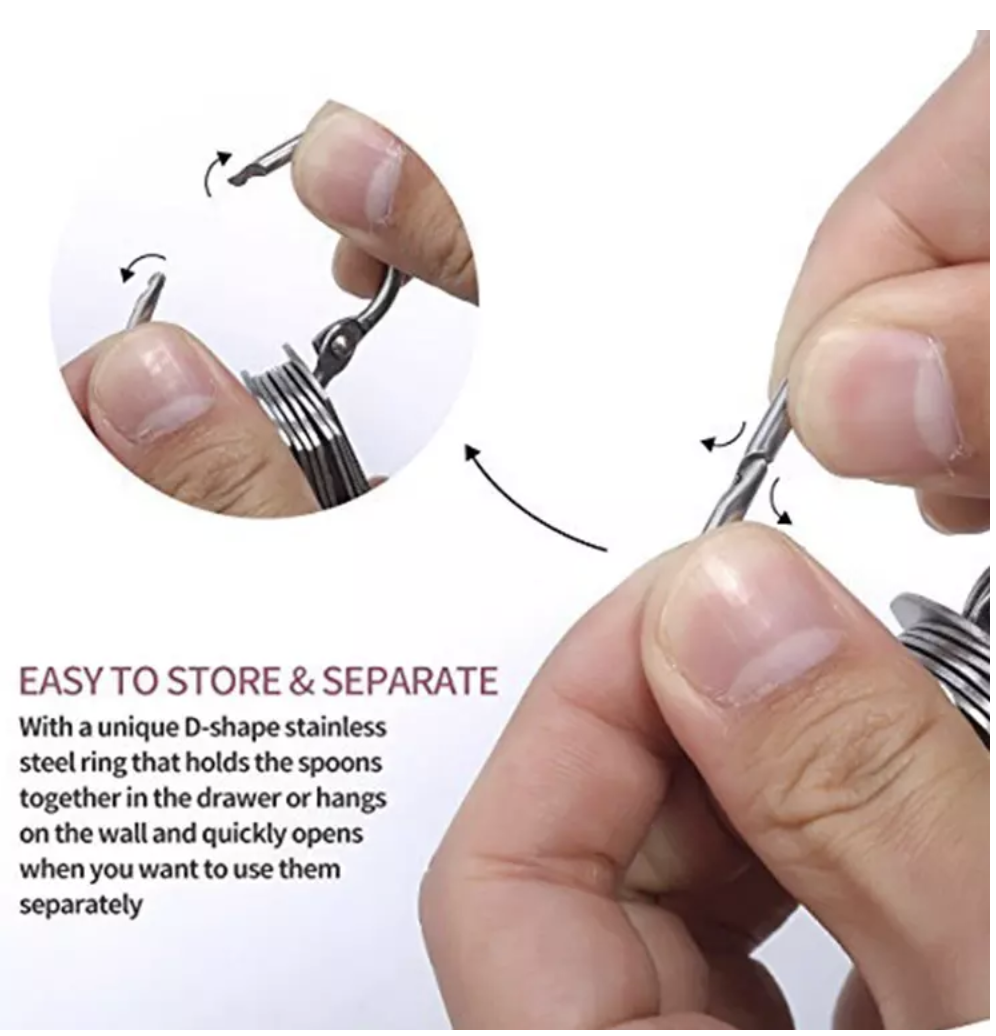 EASY TO STORE & SEPARATE
With a unique D-shape stainless
steel ring that holds the spoons
together in the drawer or hangs
on the wall and quickly opens
when you want to use them
separately